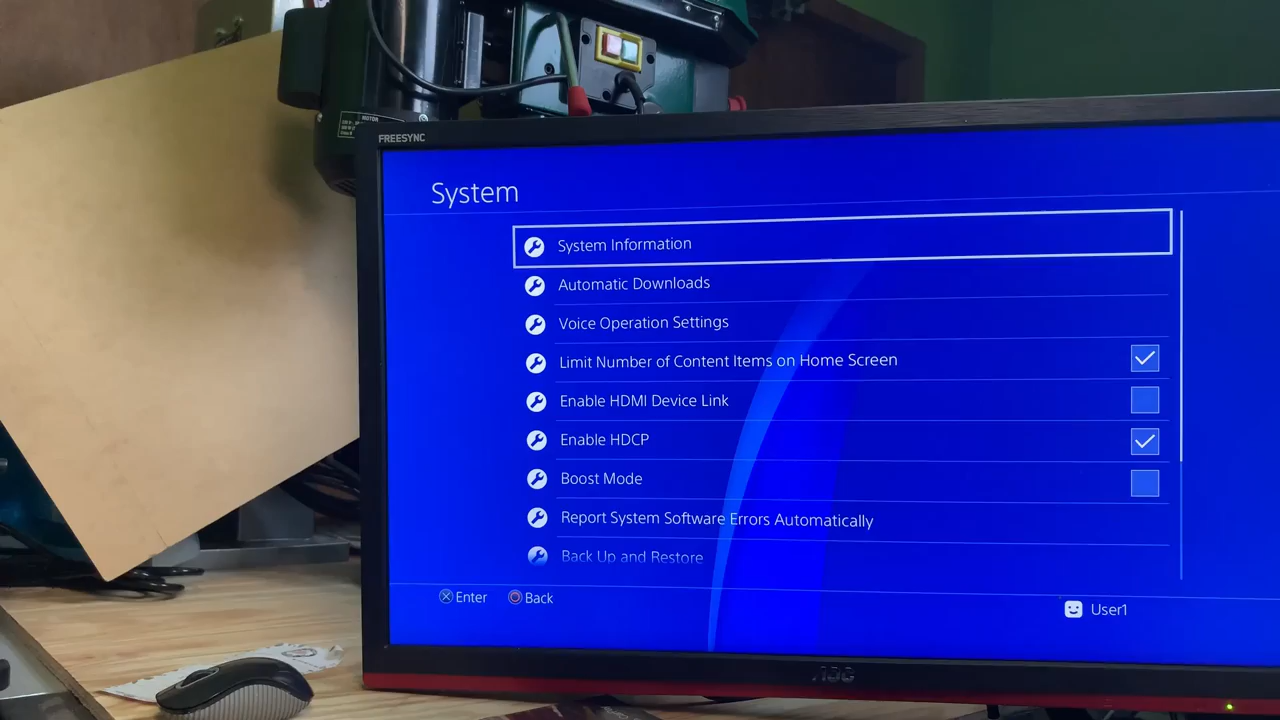 MOTOR
FREESYNC
System
System Information
Automatic Downloads
Voice Operation Settings
Limit Number of Content Items on Home Screen
Enable HDMI Device Link
Enable HDCP
Boost Mode
Report System Software Errors Automatically
Back Up and Restore
Enter
Back
User1
AOC